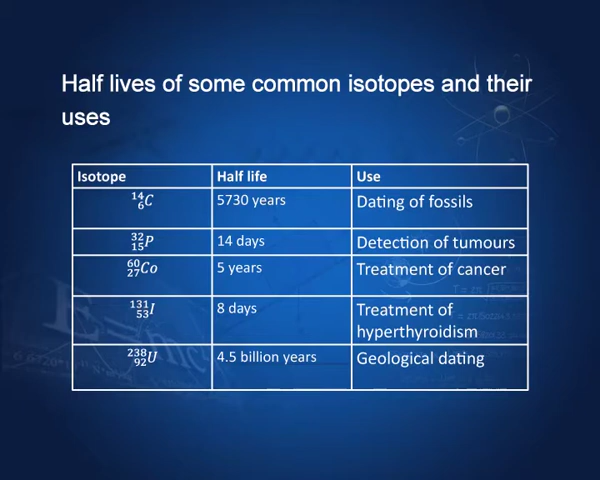 Half lives of some common isotopes and their
uses
Isotope Half life Use
¹⁴₆C 5730 years Dating of fossils
³²₁₅P 14 days Detection of tumours
⁶⁰₂₇Co 5 years Treatment of cancer
¹³¹₅₃I 8 days Treatment of
hyperthyroidism
²³⁸₉₂U 4.5 billion years Geological dating
E=mc²